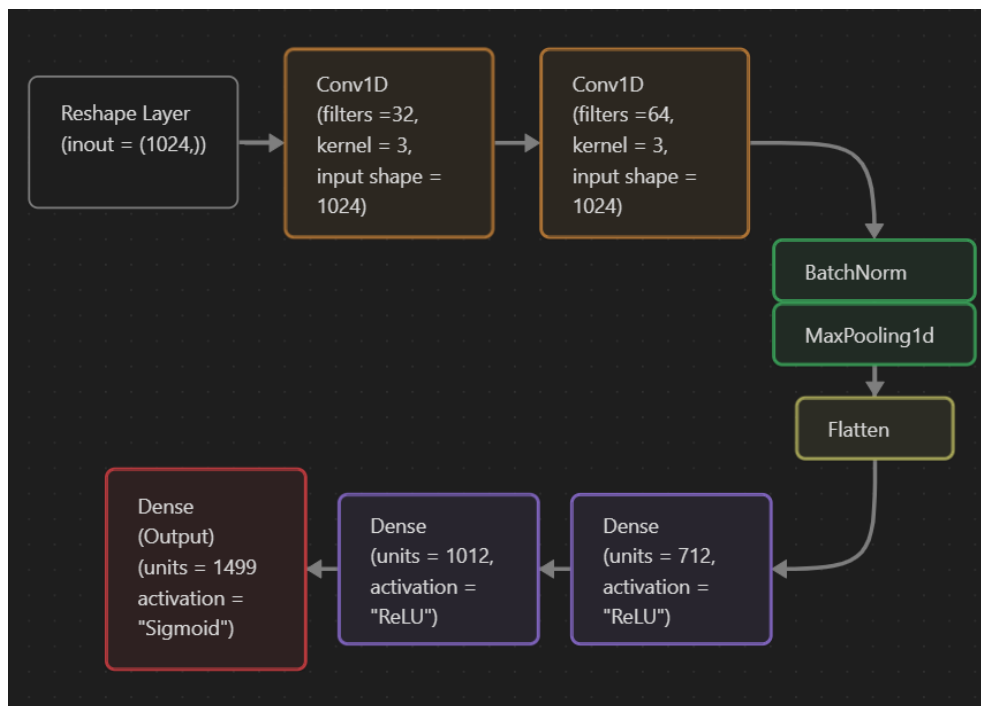 Reshape Layer
(inout = (1024,))
Conv1D
(filters =32,
kernel = 3,
input shape =
1024)
Conv1D
(filters =64,
kernel = 3,
input shape =
1024)
BatchNorm
MaxPooling1d
Flatten
Dense
(units = 712,
activation =
"ReLU")
Dense
(units = 1012,
activation =
"ReLU")
Dense
(Output)
(units = 1499
activation =
"Sigmoid")